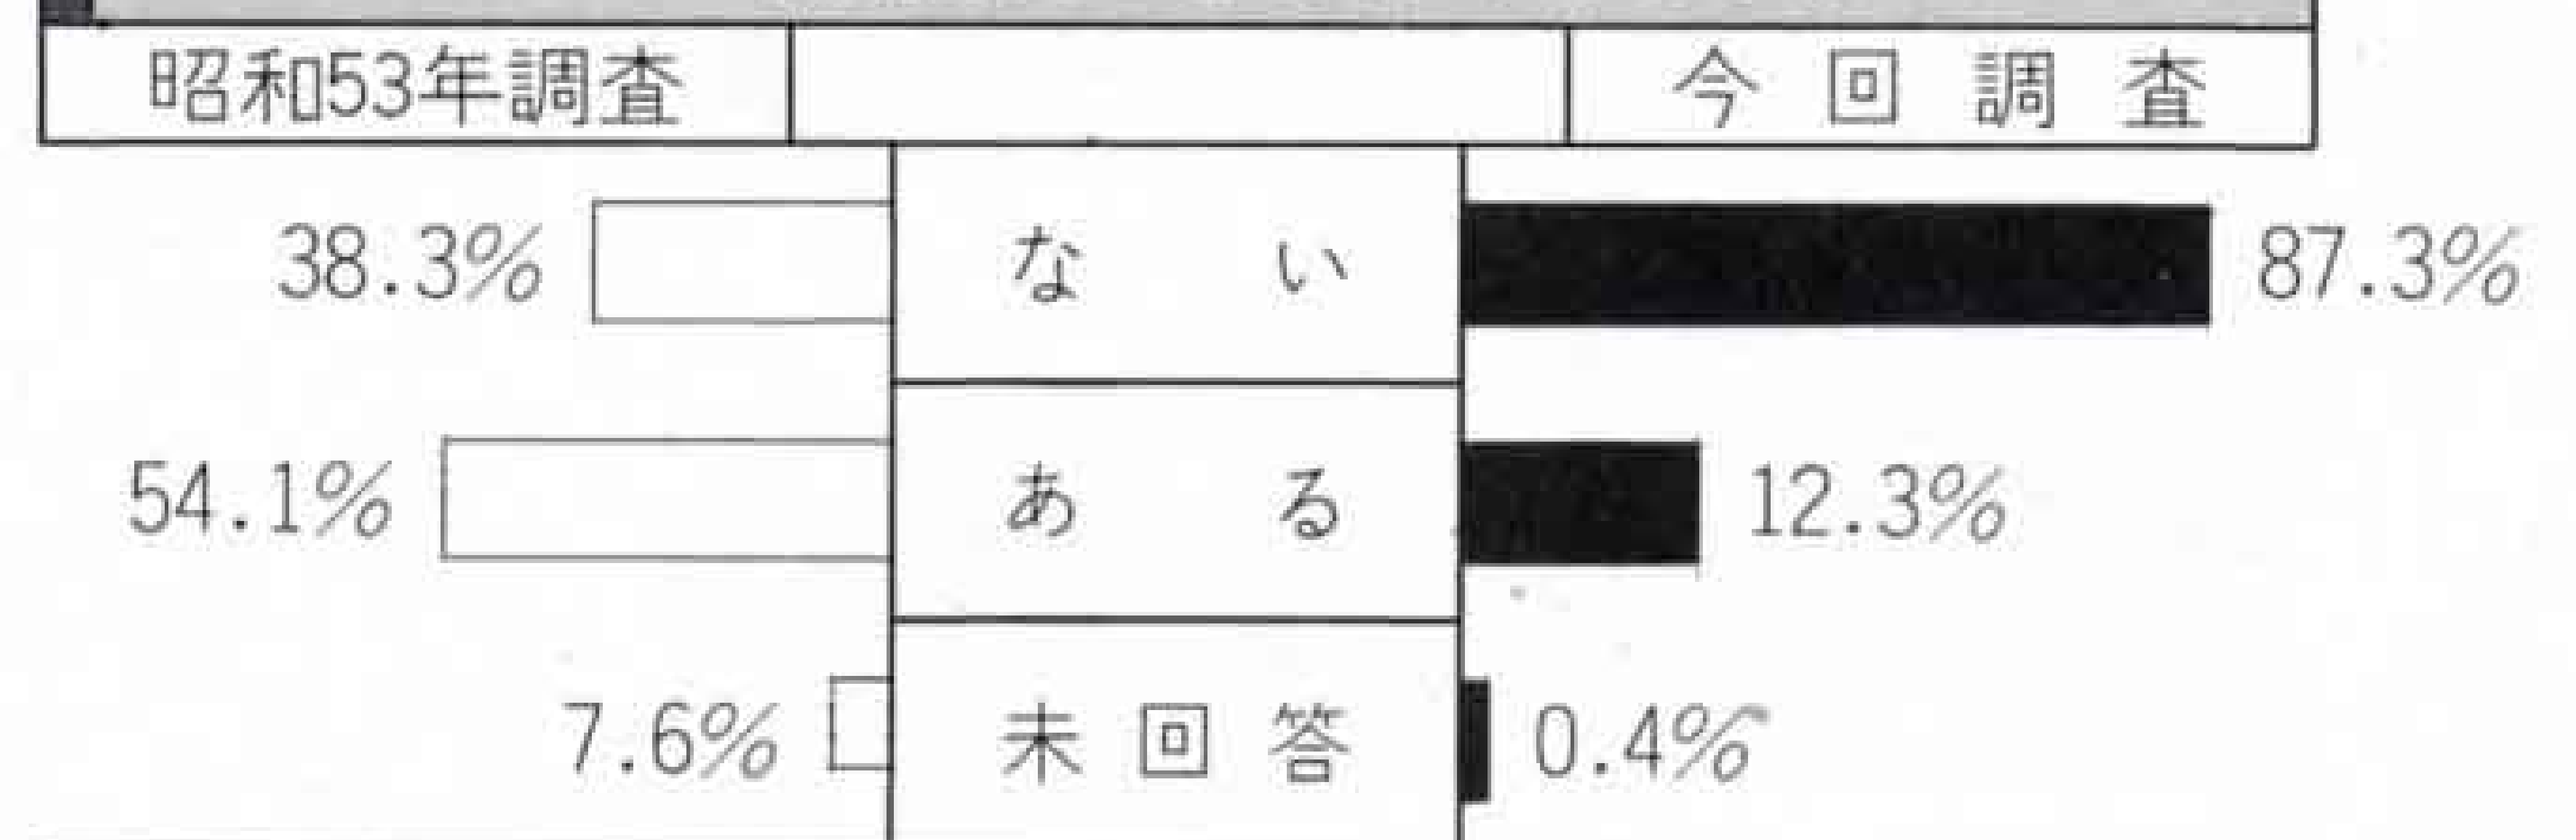 昭和53年調査 今回調査
38.3% ない 87.3%
54.1% ある 12.3%
7.6% 未回答 0.4%